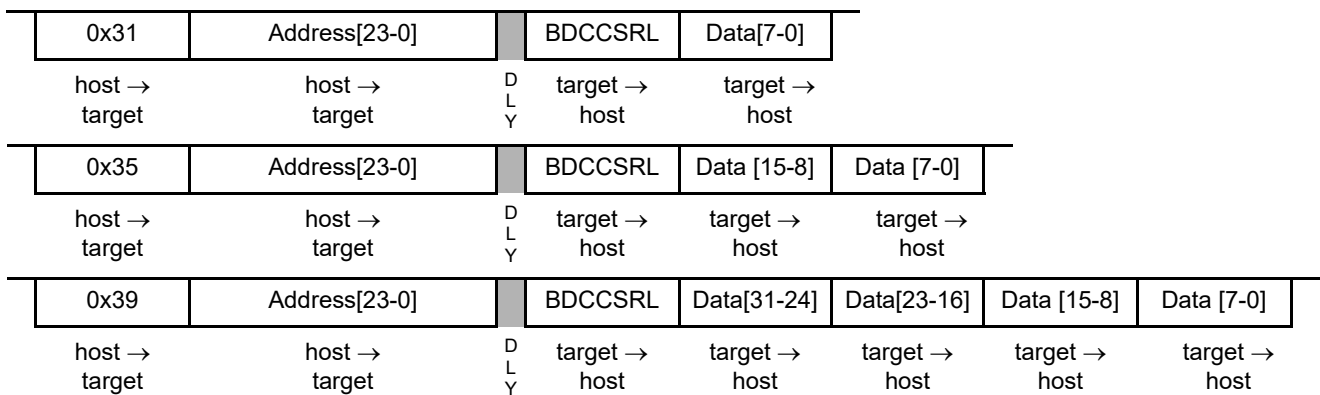 0x31 Address[23-0] BDCCSRL Data[7-0]
host → host → D target → target →
target target L host host
Y
0x35 Address[23-0] BDCCSRL Data [15-8] Data [7-0]
host → host → D target → target → target →
target target L host host host
Y
0x39 Address[23-0] BDCCSRL Data[31-24] Data[23-16] Data [15-8] Data [7-0]
host → host → D target → target → target → target → target →
target target L host host host host host
Y